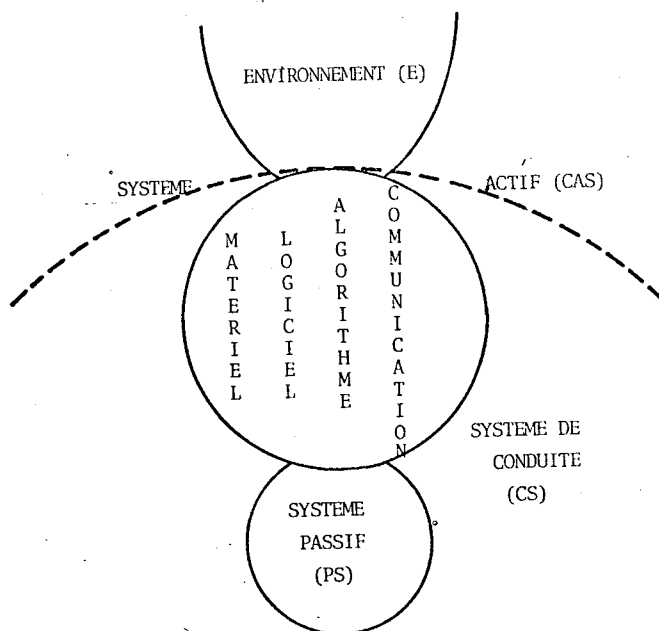 ENVIRONNEMENT (E)
SYSTEME
ACTIF (CAS)
MATERIEL
LOGICIEL
ALGORITHME
COMMUNICATION
SYSTEME DE
CONDUITE
(CS)
SYSTEME
PASSIF
(PS)